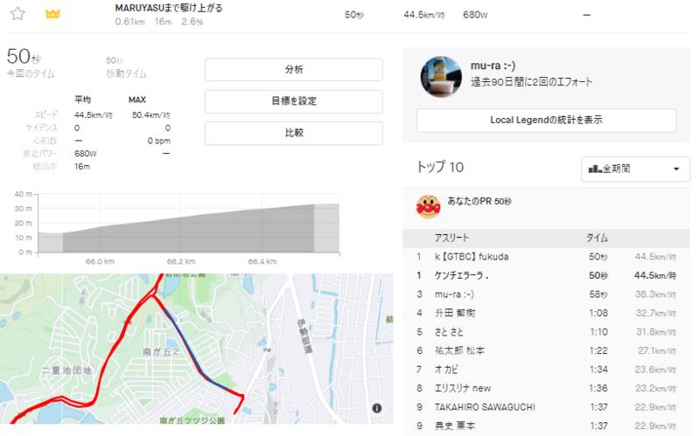 MARUYASUまで駆け上がる
0.61km 16m 2.6%
50秒 44.5km/時 680W —
50秒
今回のタイム
50秒
移動タイム
分析
目標を設定
比較
平均 MAX
スピード 44.5km/時 50.4km/時
ケイデンス 0 0
心拍数 — 0 bpm
推定パワー 680W —
16m
40 m
30 m
20 m
10 m
0 m
66.0 km 66.2 km 66.4 km
南が丘2
二重池団地
伊勢街道
南が丘ツツジ公園
mu-ra :-)
過去90日間に2回のエフォート
Local Legendの統計を表示
トップ 10
全期間
あなたのPR 50秒
アスリート タイム
1 k【GTBC】fukuda 50秒 44.5km/時
1 ケンチェラーラ . 50秒 44.5km/時
3 mu-ra :-) 58秒 38.3km/時
4 升田 繁樹 1:08 32.7km/時
5 さとさと 1:10 31.8km/時
6 祐太郎 松本 1:22 27.1km/時
7 オカピ 1:34 23.6km/時
8 エリスリナ new 1:36 23.2km/時
9 TAKAHIRO SAWAGUCHI 1:37 22.9km/時
9 典史 栗本 1:37 22.9km/時